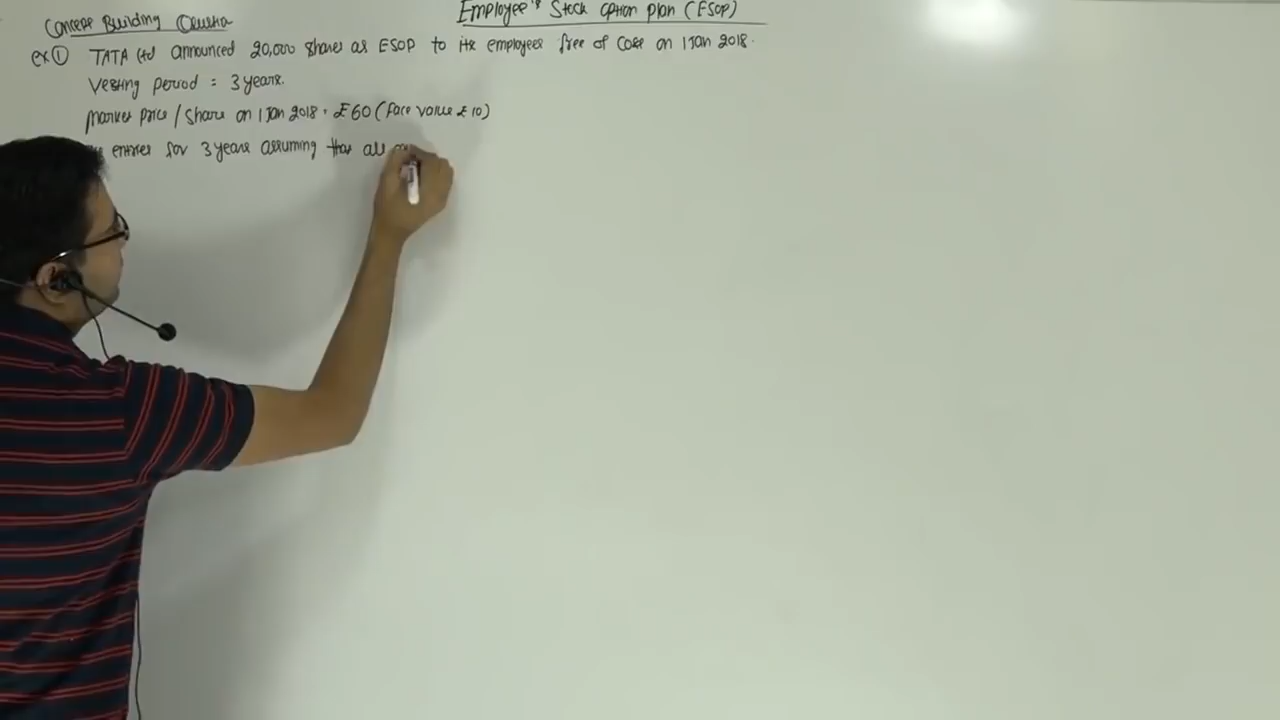 Employee's Stock option plan (ESOP)
Concept Building Question
ex ① TATA Ltd announced 20,000 shares as ESOP to its employees free of cost on 1 Jan 2018.
Vesting period = 3 years.
Market price / share on 1 Jan 2018 = ₹60 (face value ₹10)
entries for 3 years assuming that all